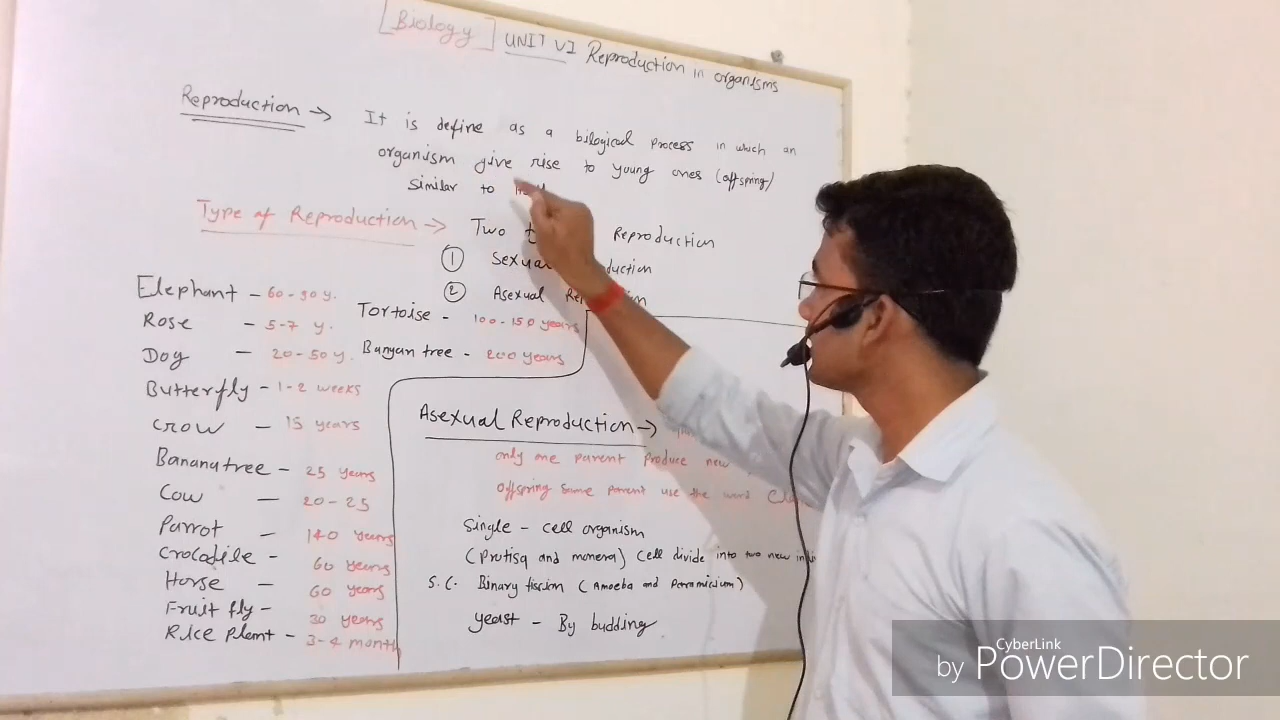 [Biology] UNIT VI Reproduction in organisms
Reproduction → It is define as a bilogical process in which an
organism give rise to young ones (offspring)
Similar to
Type of Reproduction → Two Reproduction
① Sexual
② Asexual
Elephant - 60-90 y.
Rose - 5-7 y.
Dog - 20-50 y.
Butterfly - 1-2 weeks
Crow - 15 years
Banana tree - 25 years
Cow - 20-25
Parrot - 140 years
Crocodile - 60 years
Horse - 60 years
Fruit fly - 30 years
Rice Plant - 3-4 month
Tortoise - 100-150 years
Banyan tree - 200 years
Asexual Reproduction →
only one parent produce new
offspring same parent use the word
Single - cell organism
(Protisa and monera) cell divide into two new
S.C. Binary fission (Amoeba and Paramicium)
yeast - By budding
CyberLink
by PowerDirector